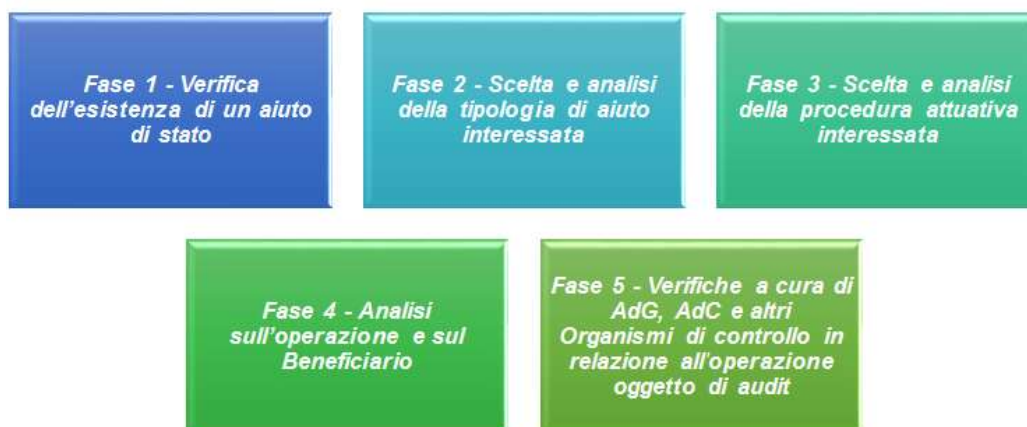 Fase 1 - Verifica
dell'esistenza di un aiuto
di stato
Fase 2 - Scelta e analisi
della tipologia di aiuto
interessata
Fase 3 - Scelta e analisi
della procedura attuativa
interessata
Fase 4 - Analisi
sull'operazione e sul
Beneficiario
Fase 5 - Verifiche a cura di
AdG, AdC e altri
Organismi di controllo in
relazione all'operazione
oggetto di audit